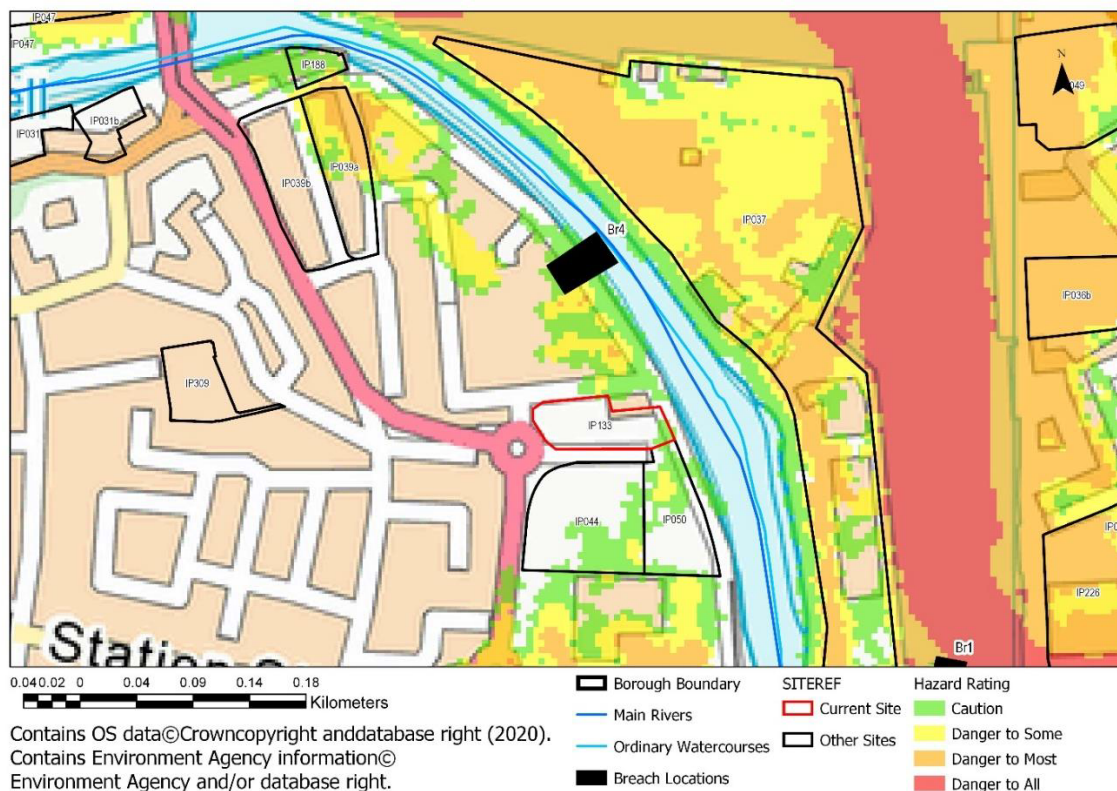 IP047
IP047
IP188
N
IP031
IP031b
IP039b
IP039a
Br4
IP037
IP036b
IP309
IP133
IP044
IP050
IP226
Station
Br1
0.040.02 0 0.04 0.09 0.14 0.18
Kilometers
Contains OS data©Crowncopyright anddatabase right (2020).
Contains Environment Agency information©
Environment Agency and/or database right.
Borough Boundary
Main Rivers
Ordinary Watercourses
Breach Locations
SITEREF
Current Site
Other Sites
Hazard Rating
Caution
Danger to Some
Danger to Most
Danger to All